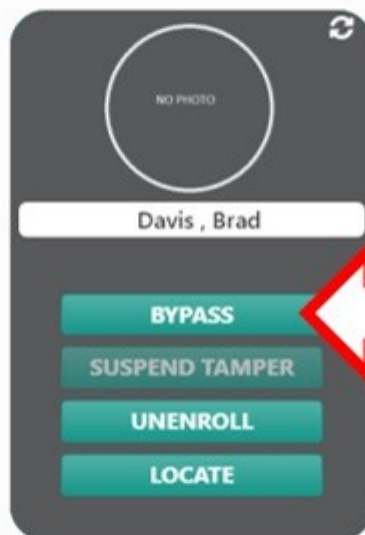 NO PHOTO
Davis , Brad
BYPASS
SUSPEND TAMPER
UNENROLL
LOCATE